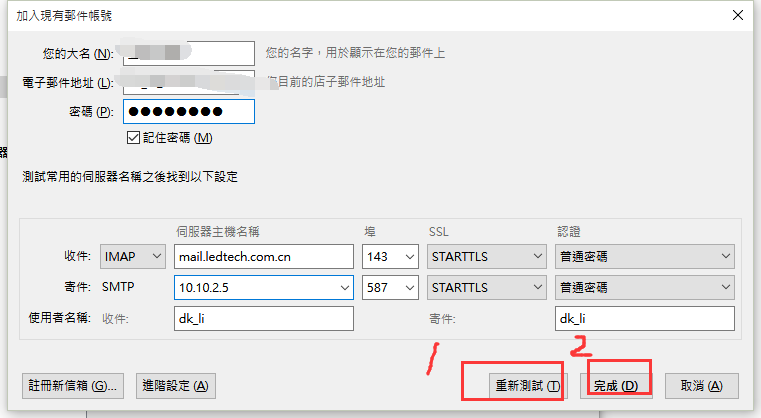 加入現有郵件帳號
您的大名 (N):
您的名字，用於顯示在您的郵件上
電子郵件地址 (L):
您目前的店子郵件地址
密碼 (P):
●●●●●●●●
記住密碼 (M)
測試常用的伺服器名稱之後找到以下設定
伺服器主機名稱 埠 SSL 認證
收件: IMAP mail.ledtech.com.cn 143 STARTTLS 普通密碼
寄件: SMTP 10.10.2.5 587 STARTTLS 普通密碼
使用者名稱: 收件: dk_li 寄件: dk_li
1 2
註冊新信箱 (G)... 進階設定 (A) 重新測試 (T) 完成 (D) 取消 (A)